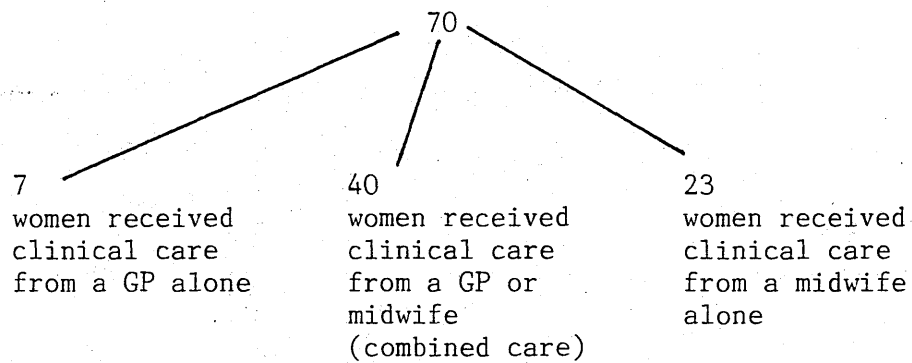 70
7
women received
clinical care
from a GP alone
40
women received
clinical care
from a GP or
midwife
(combined care)
23
women received
clinical care
from a midwife
alone